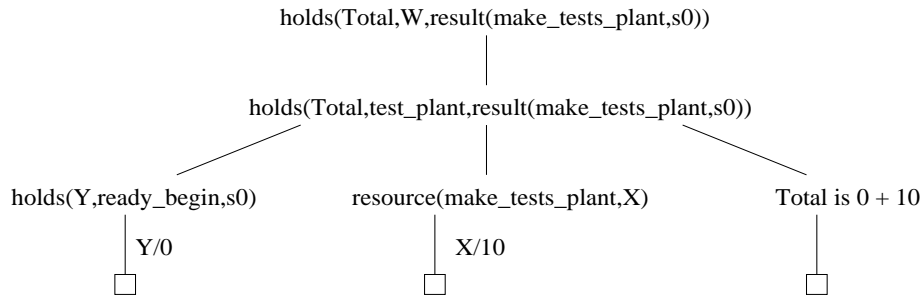 holds(Total,W,result(make_tests_plant,s0))
holds(Total,test_plant,result(make_tests_plant,s0))
holds(Y,ready_begin,s0) resource(make_tests_plant,X) Total is 0 + 10
Y/0 X/10